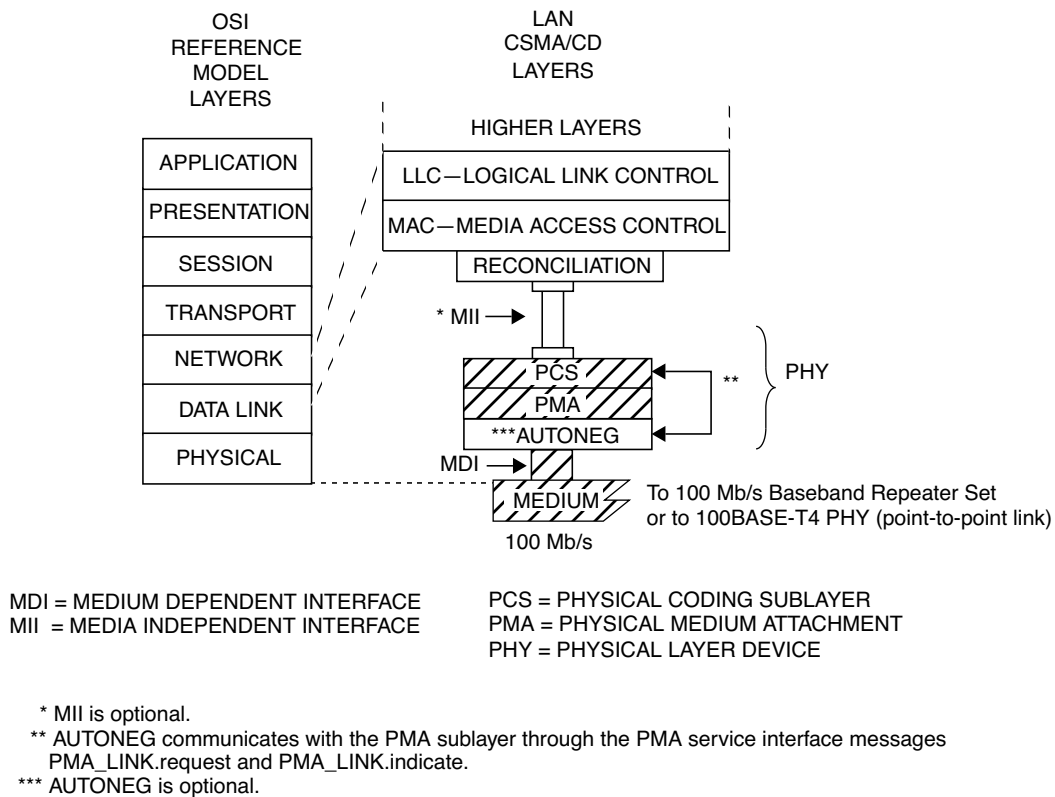 OSI
REFERENCE
MODEL
LAYERS
LAN
CSMA/CD
LAYERS
HIGHER LAYERS
APPLICATION
PRESENTATION
SESSION
TRANSPORT
NETWORK
DATA LINK
PHYSICAL
LLC—LOGICAL LINK CONTROL
MAC—MEDIA ACCESS CONTROL
RECONCILIATION
* MII
PCS
PMA
***AUTONEG
**
PHY
MDI
MEDIUM
100 Mb/s
To 100 Mb/s Baseband Repeater Set
or to 100BASE-T4 PHY (point-to-point link)
MDI = MEDIUM DEPENDENT INTERFACE
MII = MEDIA INDEPENDENT INTERFACE
PCS = PHYSICAL CODING SUBLAYER
PMA = PHYSICAL MEDIUM ATTACHMENT
PHY = PHYSICAL LAYER DEVICE
* MII is optional.
** AUTONEG communicates with the PMA sublayer through the PMA service interface messages
PMA_LINK.request and PMA_LINK.indicate.
*** AUTONEG is optional.